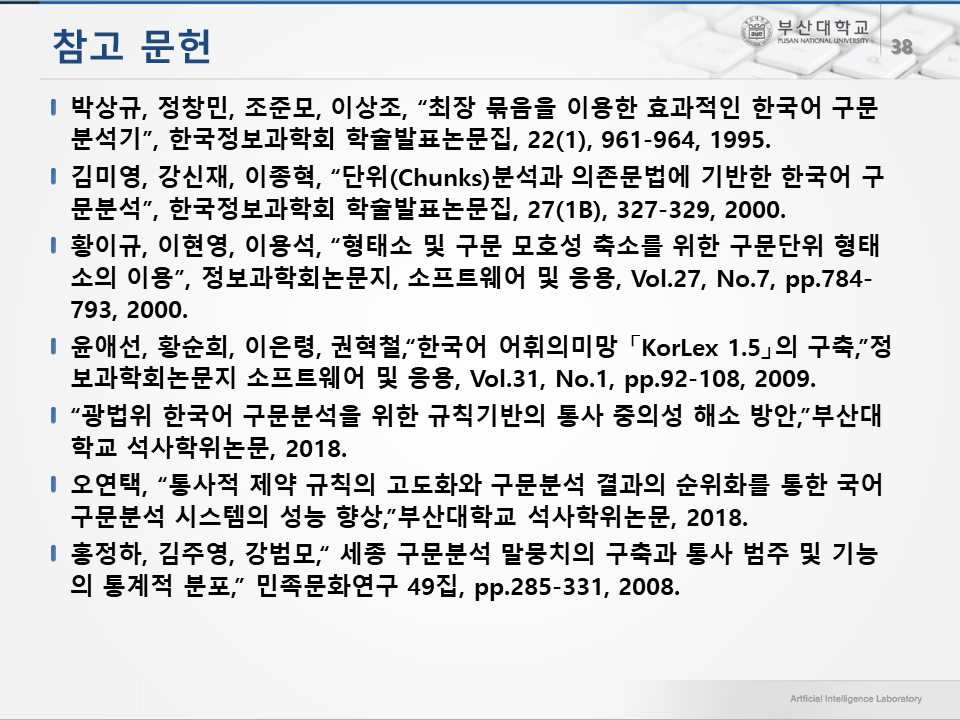 참고 문헌
부산대학교
PUSAN NATIONAL UNIVERSITY
38
박상규, 정창민, 조준모, 이상조, “최장 묶음을 이용한 효과적인 한국어 구문
분석기”, 한국정보과학회 학술발표논문집, 22(1), 961-964, 1995.
김미영, 강신재, 이종혁, “단위(Chunks)분석과 의존문법에 기반한 한국어 구
문분석”, 한국정보과학회 학술발표논문집, 27(1B), 327-329, 2000.
황이규, 이현영, 이용석, “형태소 및 구문 모호성 축소를 위한 구문단위 형태
소의 이용”, 정보과학회논문지, 소프트웨어 및 응용, Vol.27, No.7, pp.784-
793, 2000.
윤애선, 황순희, 이은령, 권혁철,“한국어 어휘의미망 「KorLex 1.5」의 구축,”정
보과학회논문지 소프트웨어 및 응용, Vol.31, No.1, pp.92-108, 2009.
“광법위 한국어 구문분석을 위한 규칙기반의 통사 중의성 해소 방안,”부산대
학교 석사학위논문, 2018.
오연택, “통사적 제약 규칙의 고도화와 구문분석 결과의 순위화를 통한 국어
구문분석 시스템의 성능 향상,”부산대학교 석사학위논문, 2018.
홍정하, 김주영, 강범모,“ 세종 구문분석 말뭉치의 구축과 통사 범주 및 기능
의 통계적 분포,” 민족문화연구 49집, pp.285-331, 2008.
Artficial Intelligence Laboratory